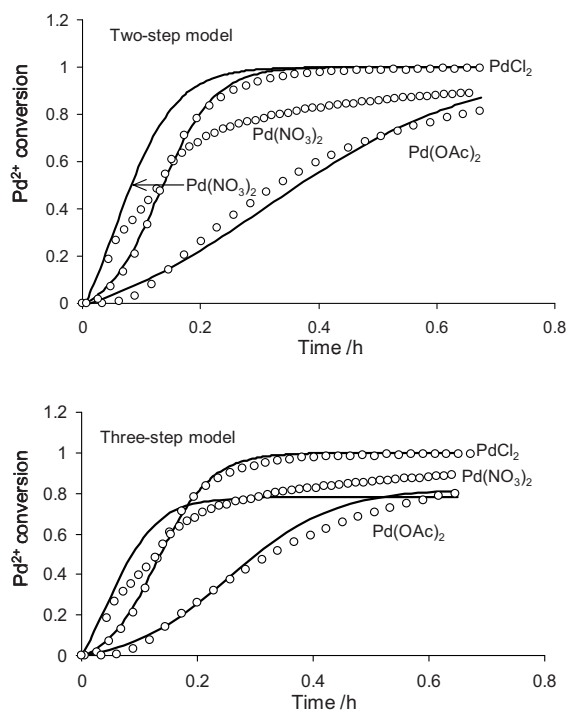 Two-step model
1.2
1
0.8
0.6
0.4
0.2
0
Pd²⁺ conversion
PdCl₂
Pd(NO₃)₂
Pd(OAc)₂
Pd(NO₃)₂
0 0.2 0.4 0.6 0.8
Time /h
Three-step model
1.2
1
0.8
0.6
0.4
0.2
0
Pd²⁺ conversion
PdCl₂
Pd(NO₃)₂
Pd(OAc)₂
0 0.2 0.4 0.6 0.8
Time /h